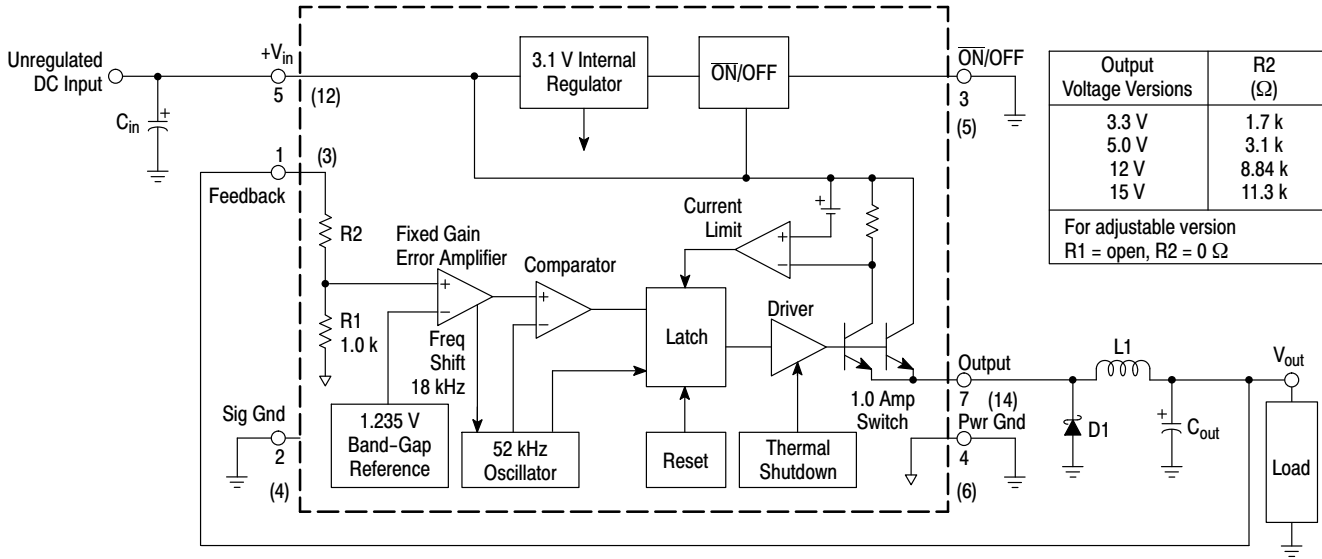 Unregulated
DC Input
+Vin
5
(12)
Cin
+
3.1 V Internal
Regulator
ON/OFF
ON/OFF
3
(5)
Output
Voltage Versions
R2
(Ω)
3.3 V
1.7 k
5.0 V
3.1 k
12 V
8.84 k
15 V
11.3 k
For adjustable version
R1 = open, R2 = 0 Ω
1
(3)
Feedback
R2
R1
1.0 k
Fixed Gain
Error Amplifier
+
−
Freq
Shift
18 kHz
Comparator
+
−
Current
Limit
+
+
−
Latch
Driver
1.0 Amp
Switch
Output
7
(14)
Pwr Gnd
4
(6)
Sig Gnd
2
(4)
1.235 V
Band–Gap
Reference
52 kHz
Oscillator
Reset
Thermal
Shutdown
L1
D1
+
Cout
Vout
Load